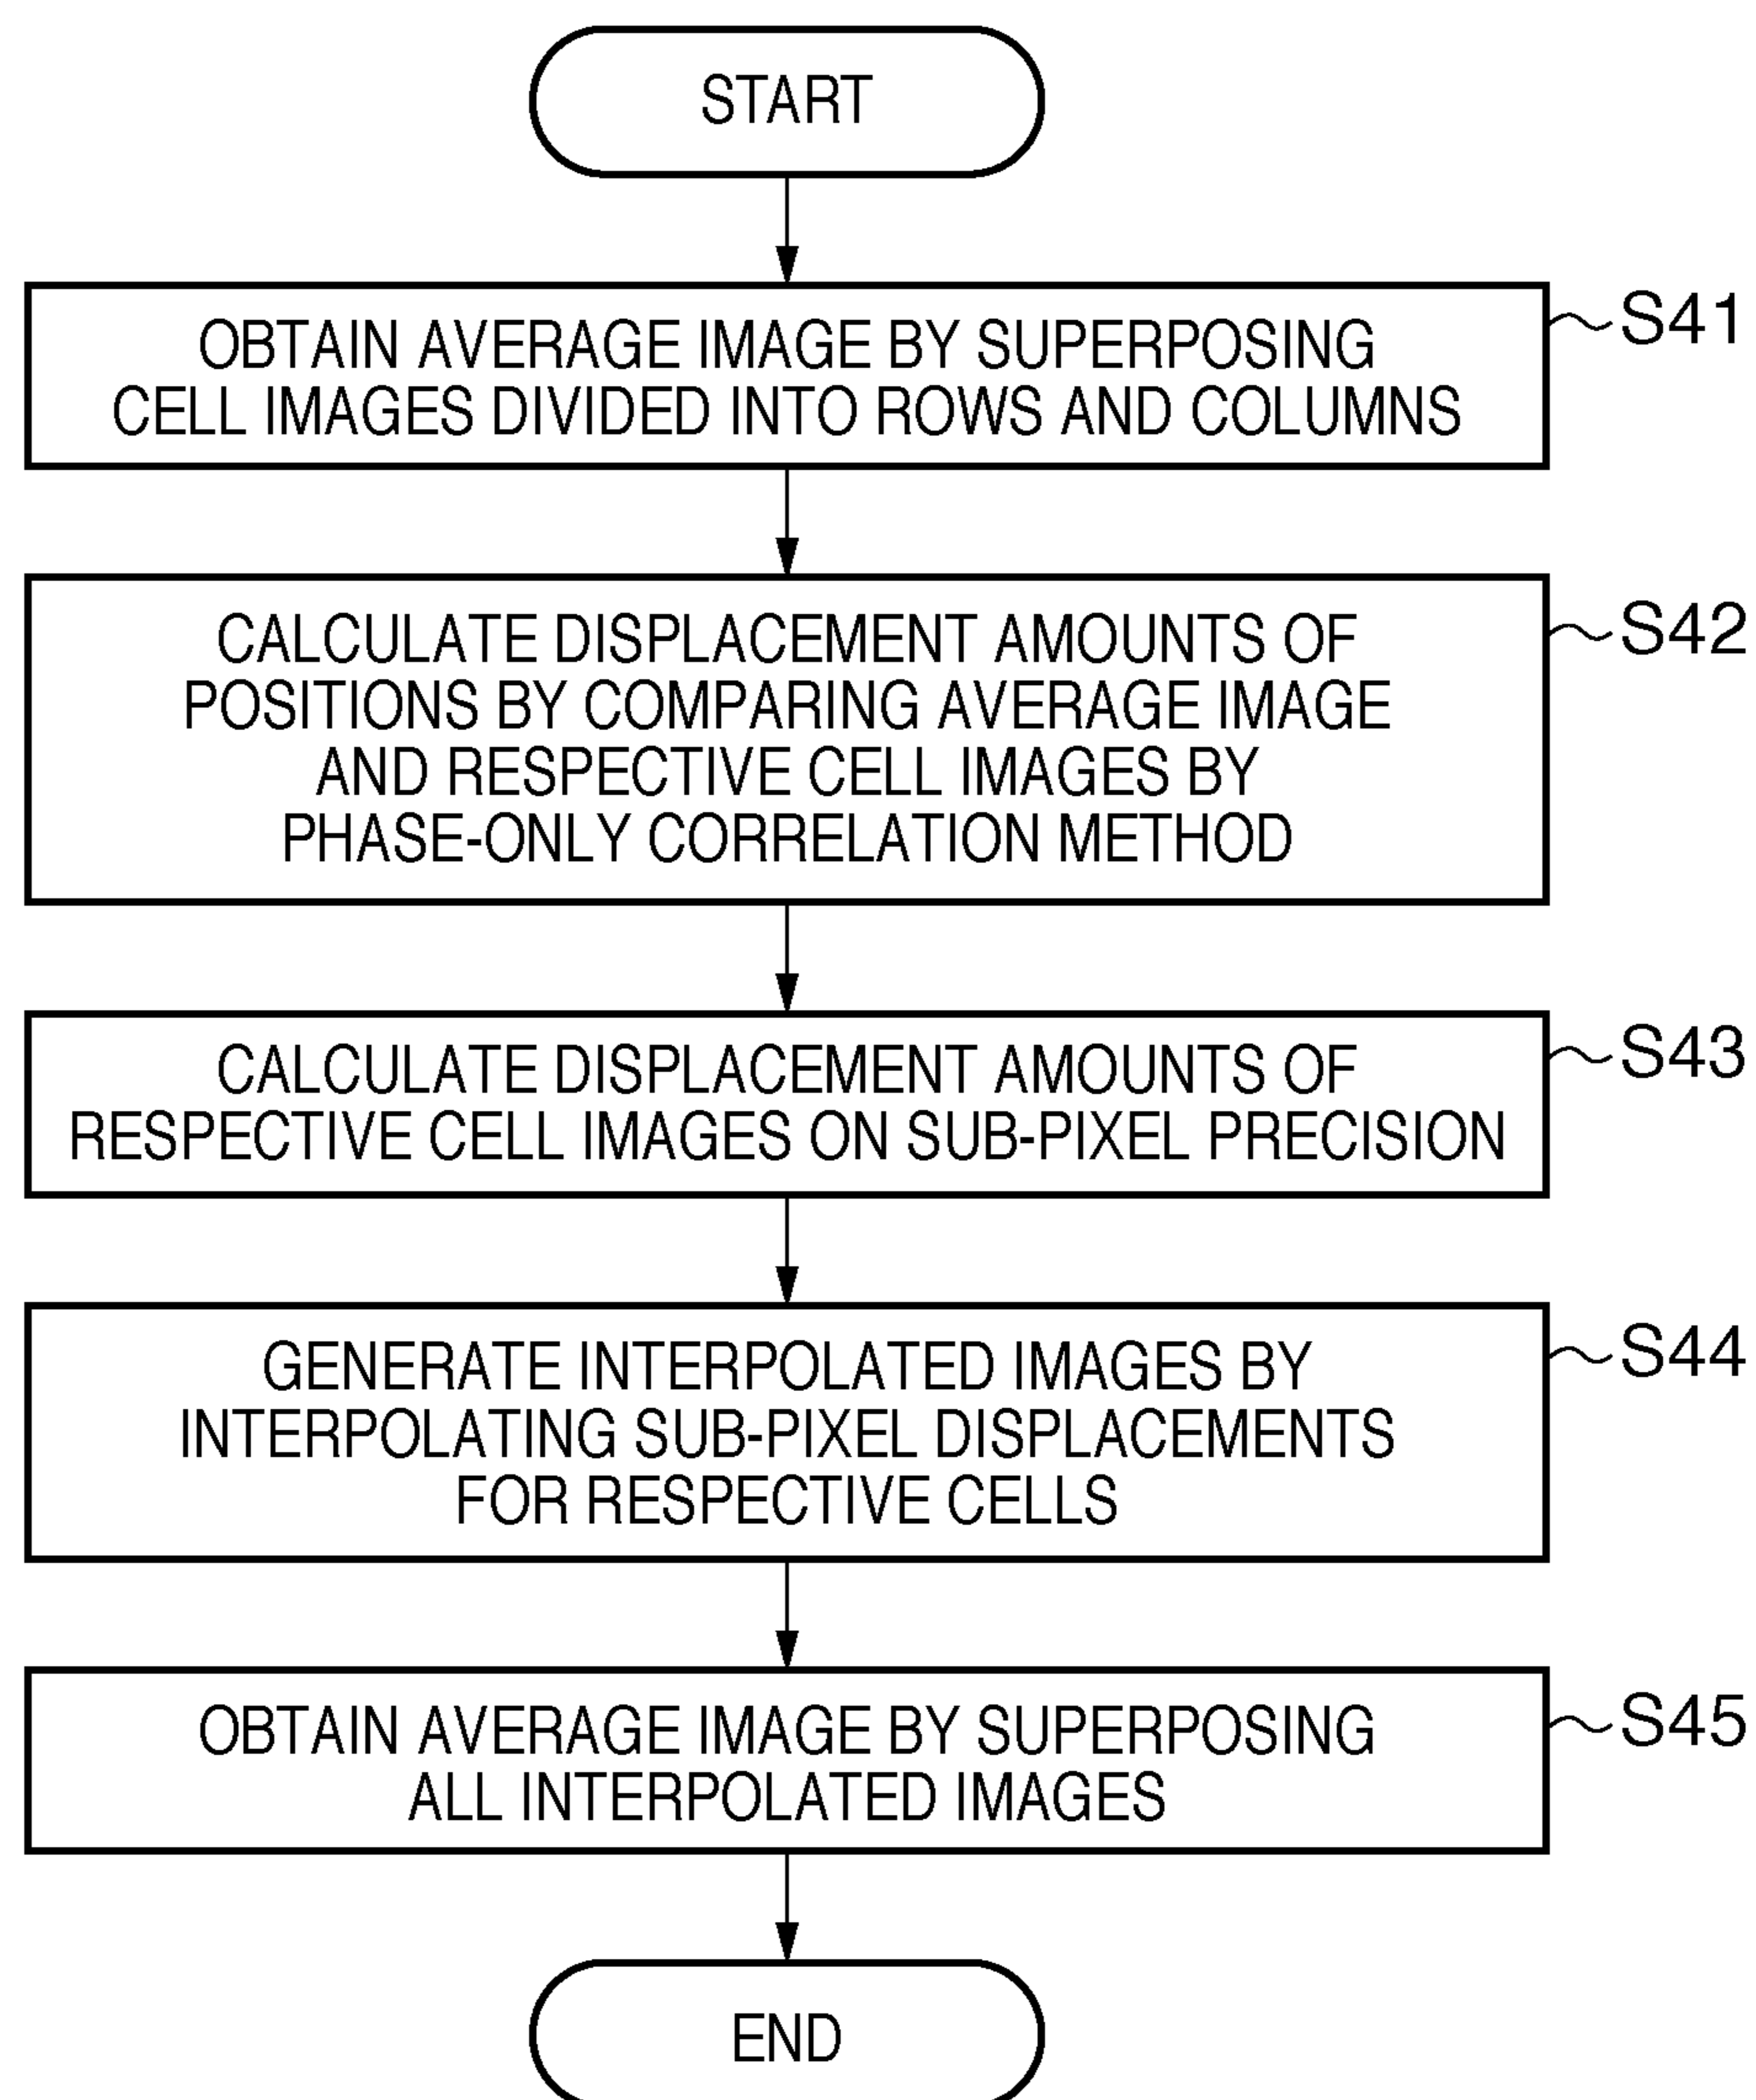 START
OBTAIN AVERAGE IMAGE BY SUPERPOSING
CELL IMAGES DIVIDED INTO ROWS AND COLUMNS
S41
CALCULATE DISPLACEMENT AMOUNTS OF
POSITIONS BY COMPARING AVERAGE IMAGE
AND RESPECTIVE CELL IMAGES BY
PHASE-ONLY CORRELATION METHOD
S42
CALCULATE DISPLACEMENT AMOUNTS OF
RESPECTIVE CELL IMAGES ON SUB-PIXEL PRECISION
S43
GENERATE INTERPOLATED IMAGES BY
INTERPOLATING SUB-PIXEL DISPLACEMENTS
FOR RESPECTIVE CELLS
S44
OBTAIN AVERAGE IMAGE BY SUPERPOSING
ALL INTERPOLATED IMAGES
S45
END